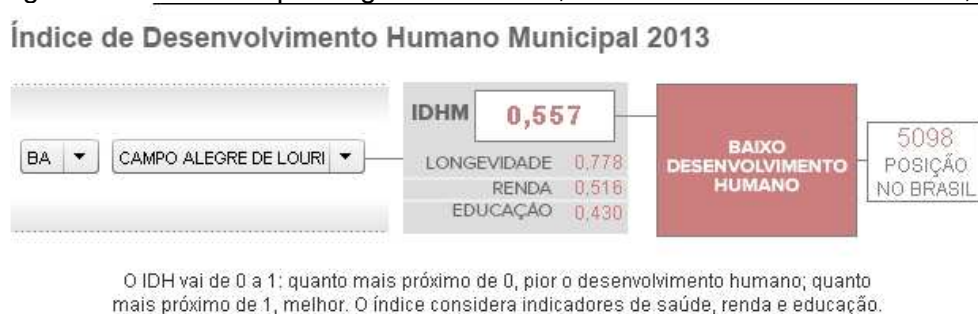 Índice de Desenvolvimento Humano Municipal 2013
BA
CAMPO ALEGRE DE LOURI
IDHM 0,557
LONGEVIDADE 0,778
RENDA 0,516
EDUCAÇÃO 0,430
BAIXO
DESENVOLVIMENTO
HUMANO
5098
POSIÇÃO
NO BRASIL
O IDH vai de 0 a 1: quanto mais próximo de 0, pior o desenvolvimento humano; quanto
mais próximo de 1, melhor. O índice considera indicadores de saúde, renda e educação.